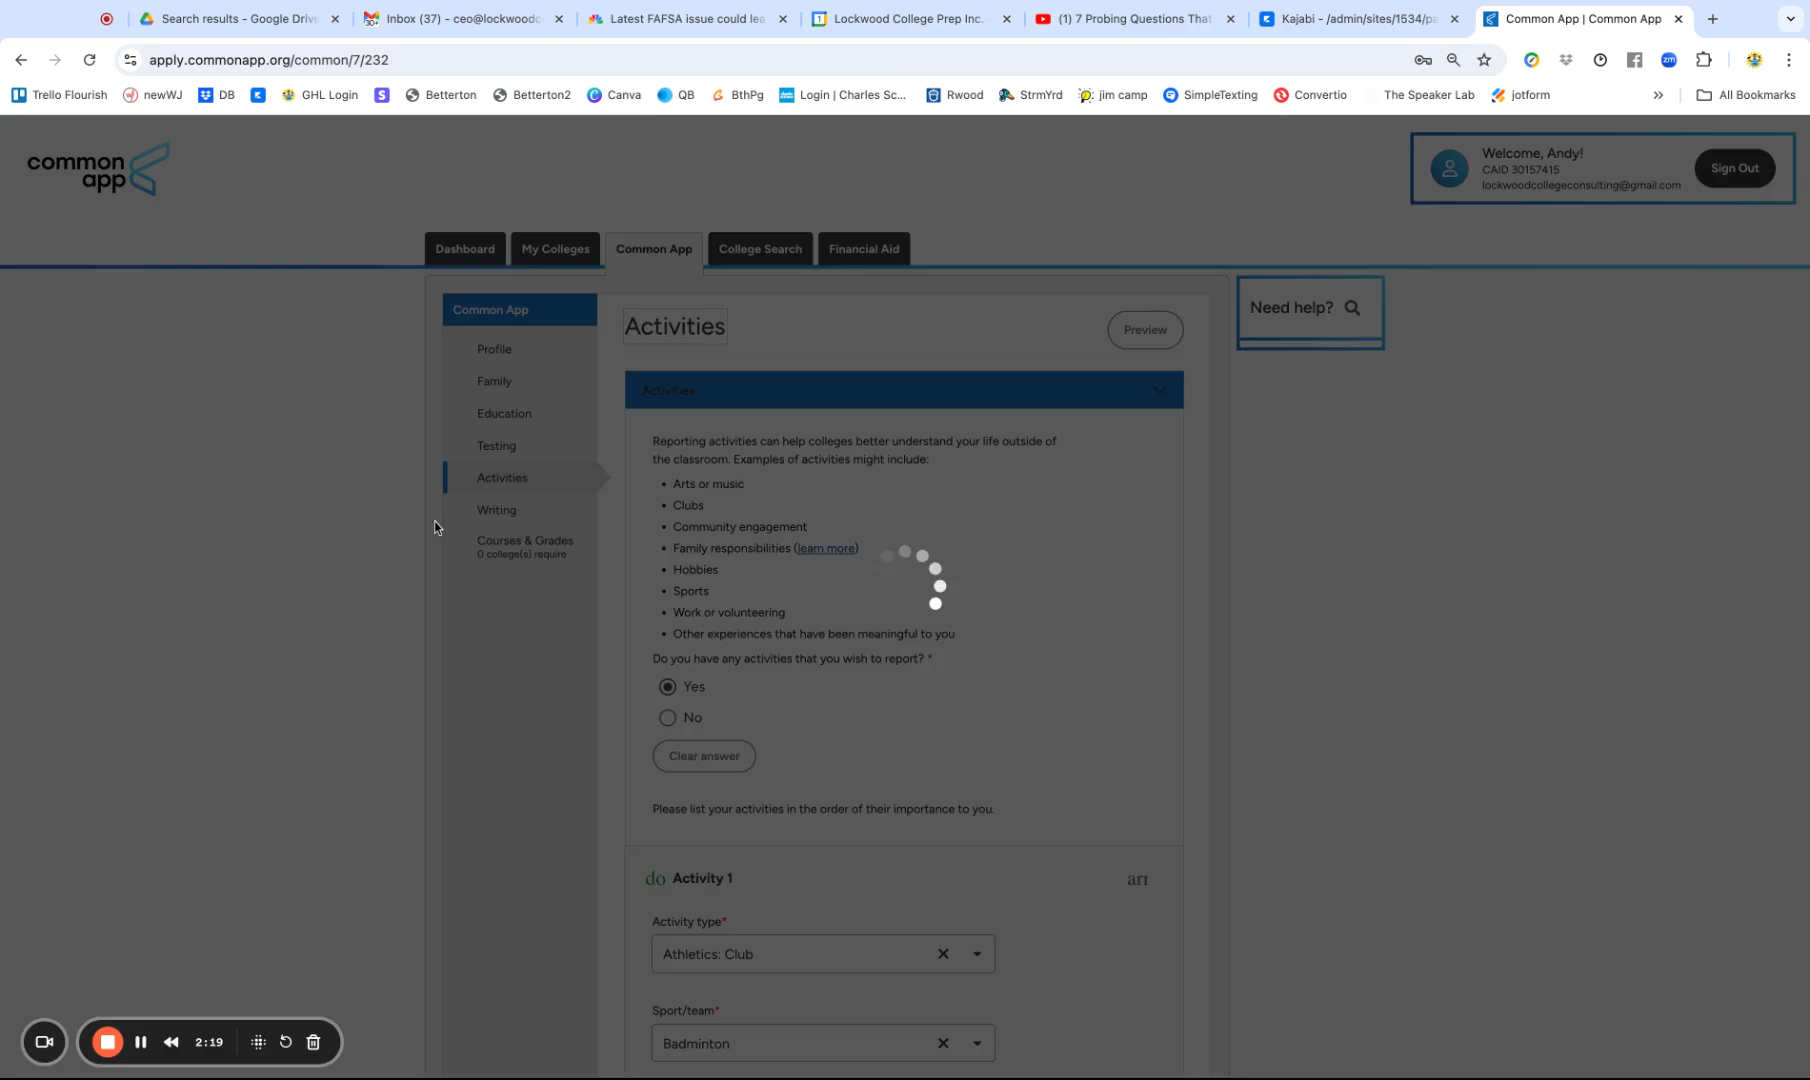 Search results - Google Drive
Inbox (37) - ceo@lockwoodc
Latest FAFSA issue could lea
Lockwood College Prep Inc. -
(1) 7 Probing Questions That
Kajabi - /admin/sites/1534/pa
Common App | Common App
apply.commonapp.org/common/7/232
Trello Flourish
newWJ
DB
GHL Login
Betterton
Betterton2
Canva
QB
BthPg
Login | Charles Sc...
Rwood
StrmYrd
jim camp
SimpleTexting
Convertio
The Speaker Lab
jotform
All Bookmarks
common
app
Welcome, Andy!
CAID 30157415
lockwoodcollegeconsulting@gmail.com
Sign Out
Dashboard
My Colleges
Common App
College Search
Financial Aid
Common App
Profile
Family
Education
Testing
Activities
Writing
Courses & Grades
0 college(s) require
Activities
Preview
Need help?
Activities
Reporting activities can help colleges better understand your life outside of
the classroom. Examples of activities might include:
• Arts or music
• Clubs
• Community engagement
• Family responsibilities (learn more)
• Hobbies
• Sports
• Work or volunteering
• Other experiences that have been meaningful to you
Do you have any activities that you wish to report? *
Yes
No
Clear answer
Please list your activities in the order of their importance to you.
do Activity 1
arr
Activity type*
Athletics: Club
Sport/team*
Badminton
2:19